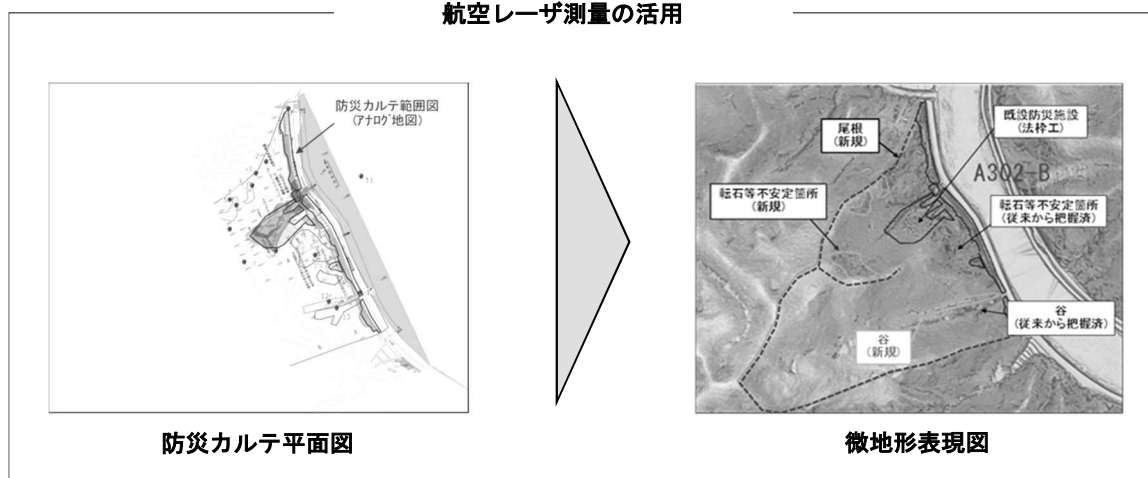 航空レーザ測量の活用
防災カルテ範囲図
(アナログ地図)
11
防災カルテ平面図
尾根
(新規)
既設防災施設
(法枠工)
A302-B
転石等不安定箇所
(新規)
転石等不安定箇所
(従来から把握済)
谷
(従来から把握済)
谷
(新規)
微地形表現図